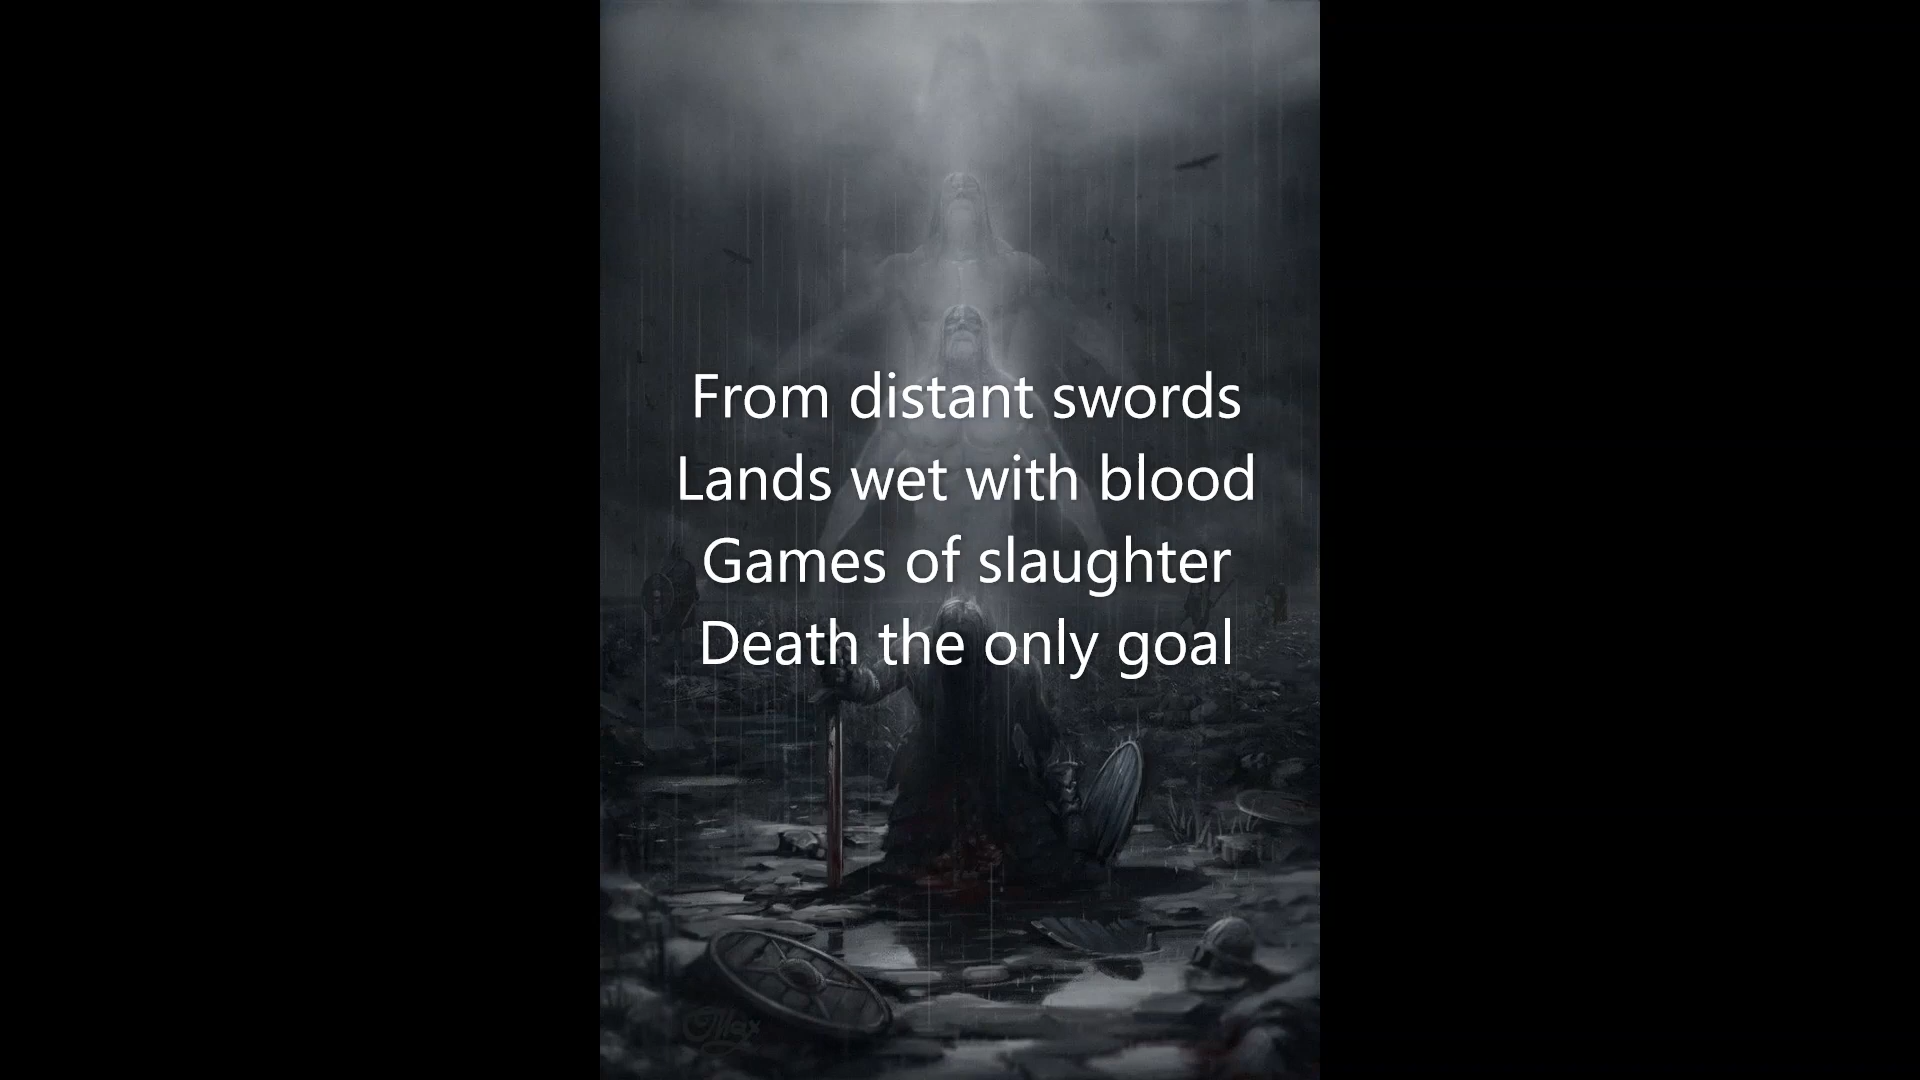 From distant swords
Lands wet with blood
Games of slaughter
Death the only goal